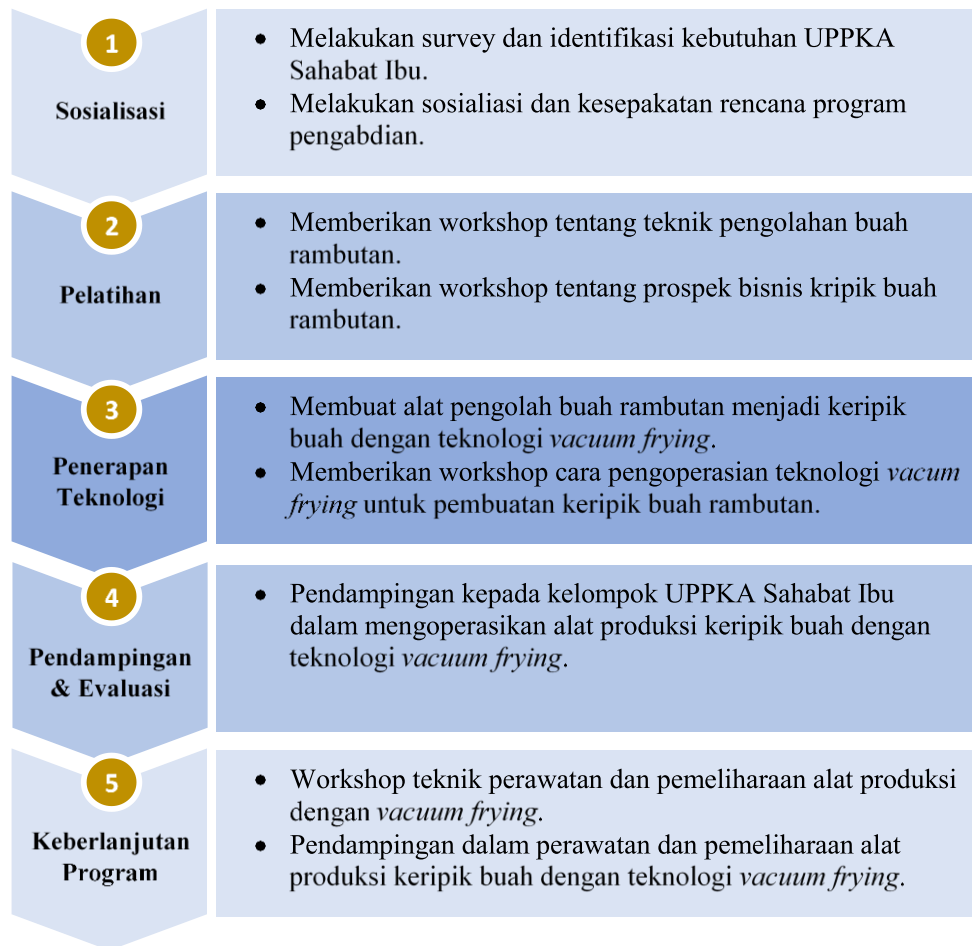 1
Sosialisasi
• Melakukan survey dan identifikasi kebutuhan UPPKA
Sahabat Ibu.
• Melakukan sosialiasi dan kesepakatan rencana program
pengabdian.
2
Pelatihan
• Memberikan workshop tentang teknik pengolahan buah
rambutan.
• Memberikan workshop tentang prospek bisnis kripik buah
rambutan.
3
Penerapan
Teknologi
• Membuat alat pengolah buah rambutan menjadi keripik
buah dengan teknologi vacuum frying.
• Memberikan workshop cara pengoperasian teknologi vacum
frying untuk pembuatan keripik buah rambutan.
4
Pendampingan
& Evaluasi
• Pendampingan kepada kelompok UPPKA Sahabat Ibu
dalam mengoperasikan alat produksi keripik buah dengan
teknologi vacuum frying.
5
Keberlanjutan
Program
• Workshop teknik perawatan dan pemeliharaan alat produksi
dengan vacuum frying.
• Pendampingan dalam perawatan dan pemeliharaan alat
produksi keripik buah dengan teknologi vacuum frying.